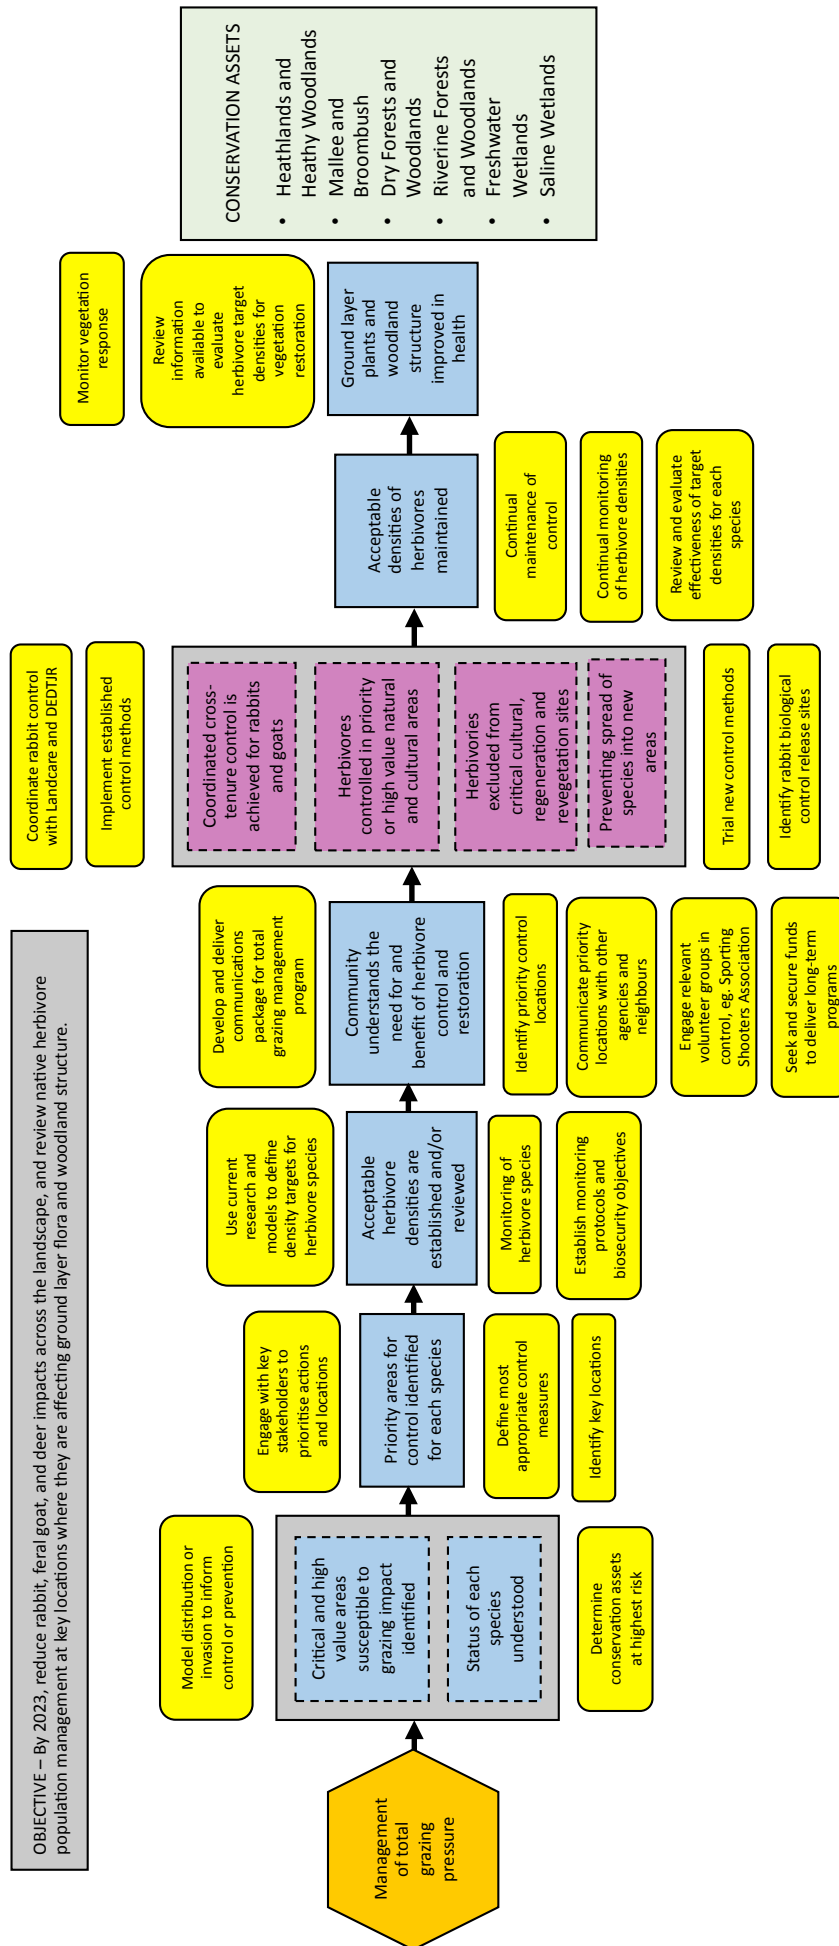 OBJECTIVE – By 2023, reduce rabbit, feral goat, and deer impacts across the landscape, and review native herbivore
population management at key locations where they are affecting ground layer flora and woodland structure.
Management
of total
grazing
pressure
Model distribution or
invasion to inform
control or prevention
Critical and high
value areas
susceptible to
grazing impact
identified
Status of each
species
understood
Determine
conservation assets
at highest risk
Engage with key
stakeholders to
prioritise actions
and locations
Priority areas for
control identified
for each species
Define most
appropriate control
measures
Identify key locations
Use current
research and
models to define
density targets for
herbivore species
Acceptable
herbivore
densities are
established and/or
reviewed
Monitoring of
herbivore species
Establish monitoring
protocols and
biosecurity objectives
Develop and deliver
communications
package for total
grazing management
program
Community
understands the
need for and
benefit of herbivore
control and
restoration
Identify priority control
locations
Communicate priority
locations with other
agencies and
neighbours
Engage relevant
volunteer groups in
control, eg. Sporting
Shooters Association
Seek and secure funds
to deliver long-term
programs
Coordinate rabbit control
with Landcare and DEDTJR
Implement established
control methods
Coordinated cross-
tenure control is
achieved for rabbits
and goats
Herbivores
controlled in priority
or high value natural
and cultural areas
Herbivories
excluded from
critical cultural,
regeneration and
revegetation sites
Preventing spread of
species into new
areas
Trial new control methods
Identify rabbit biological
control release sites
Acceptable
densities of
herbivores
maintained
Continual
maintenance of
control
Continual monitoring
of herbivore densities
Review and evaluate
effectiveness of target
densities for each
species
Monitor vegetation
response
Review
information
available to
evaluate
herbivore target
densities for
vegetation
restoration
Ground layer
plants and
woodland
structure
improved in
health
CONSERVATION ASSETS
• Heathlands and
Heathy Woodlands
• Mallee and
Broombush
• Dry Forests and
Woodlands
• Riverine Forests
and Woodlands
• Freshwater
Wetlands
• Saline Wetlands